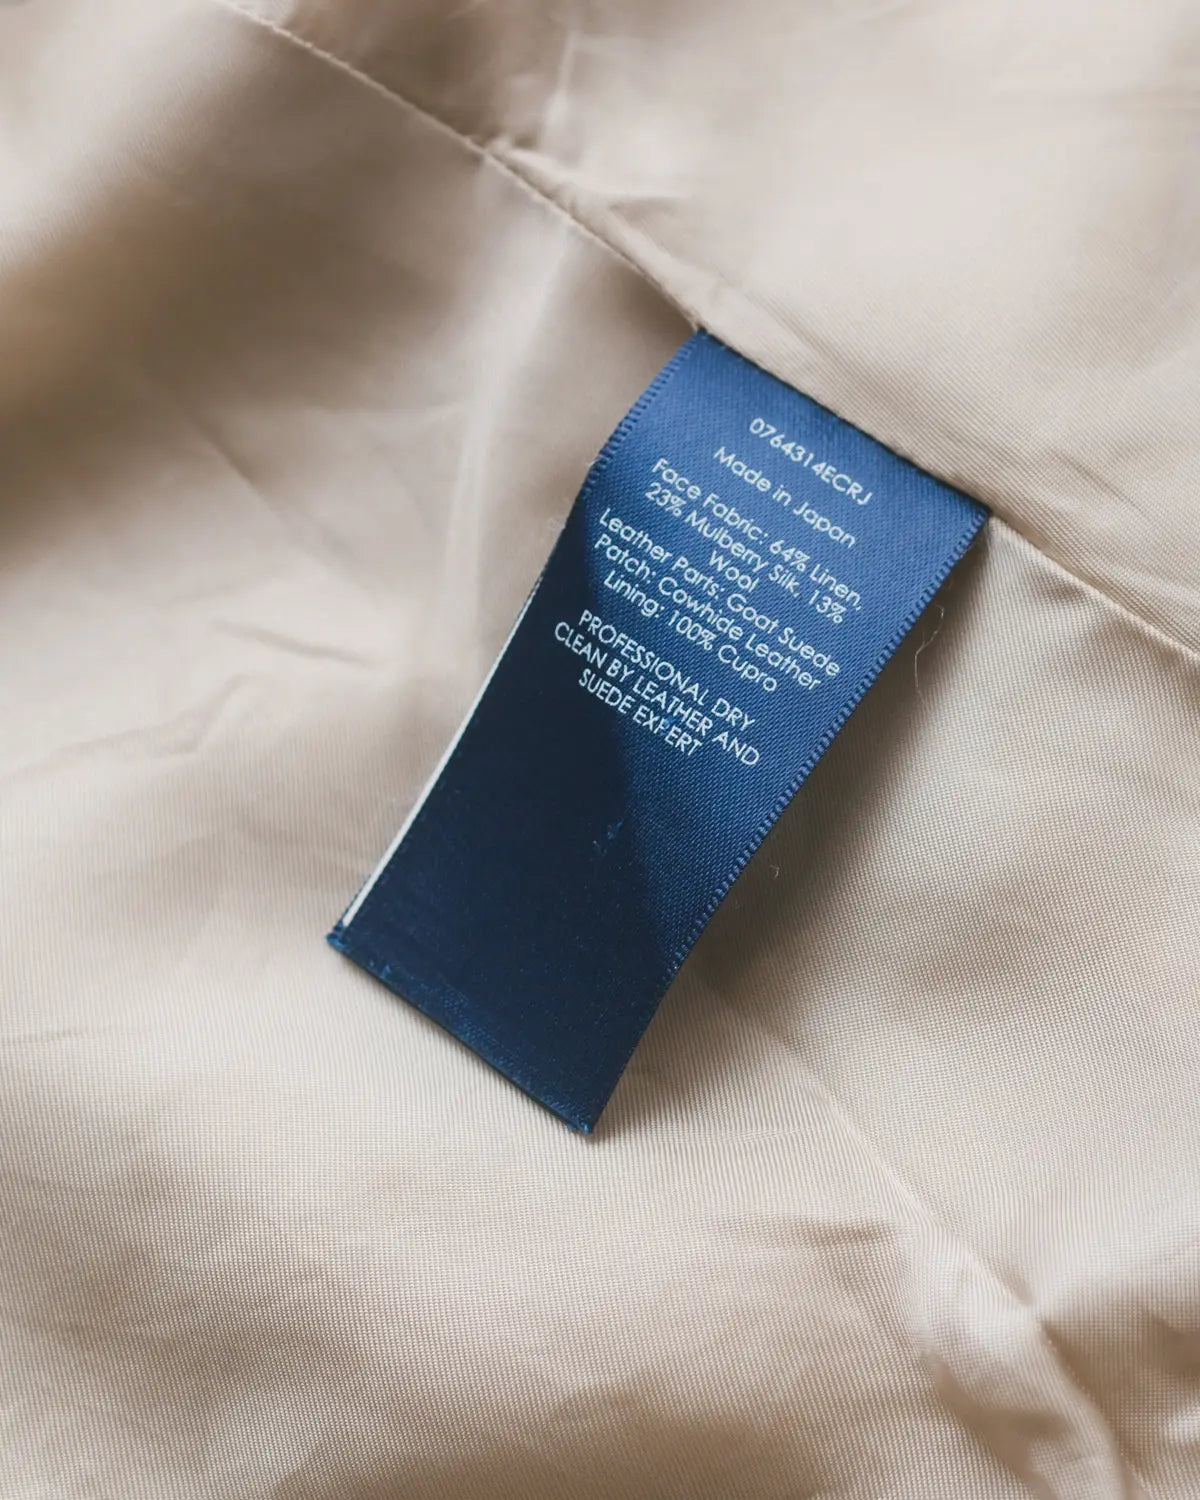 0764314ECRJ
Made in Japan
Face Fabric: 64% Linen,
23% Mulberry Silk, 13%
Wool
Leather Parts: Goat Suede
Patch: Cowhide Leather
Lining: 100% Cupro
PROFESSIONAL DRY
CLEAN BY LEATHER AND
SUEDE EXPERT